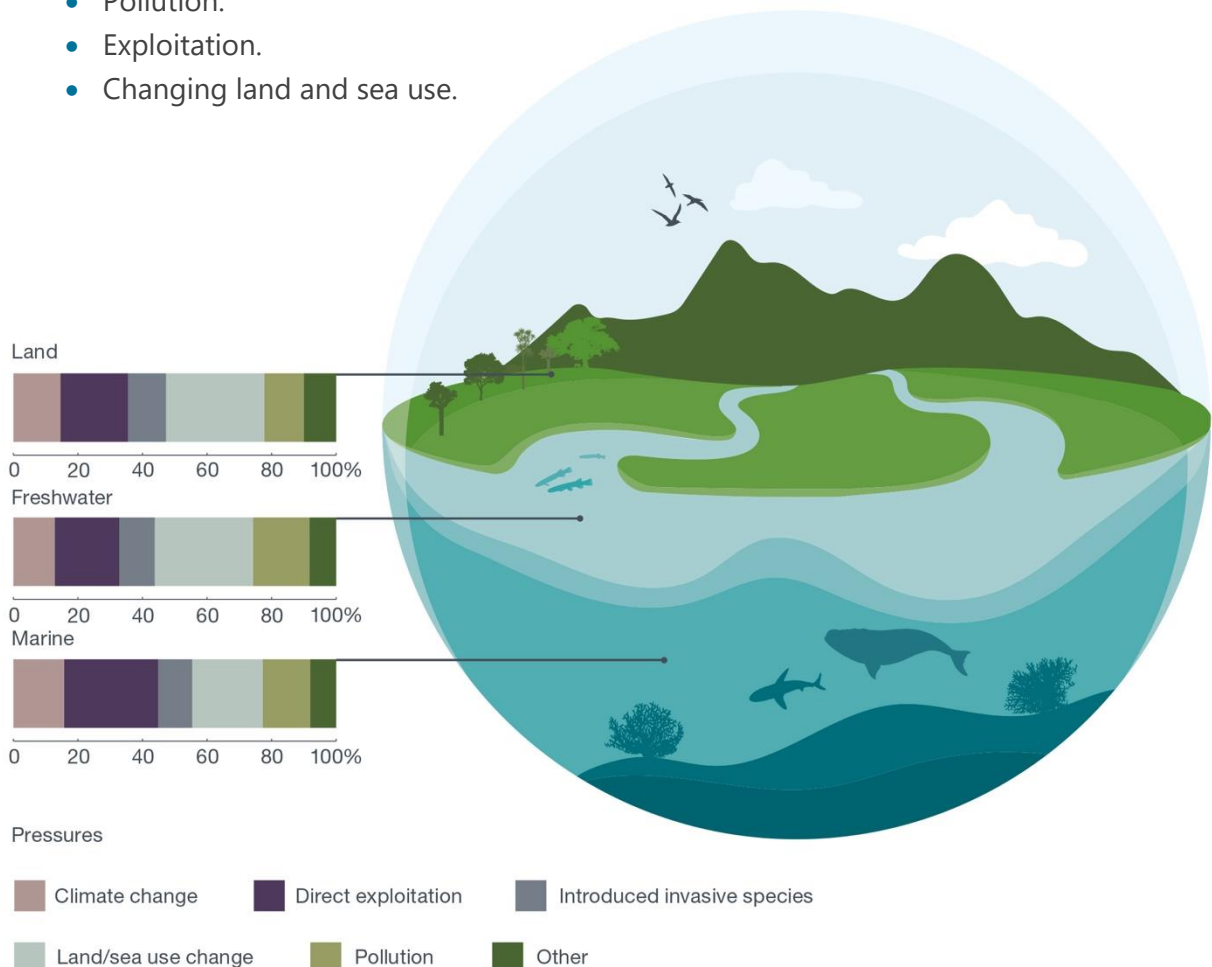 • Pollution.
• Exploitation.
• Changing land and sea use.
Land
0 20 40 60 80 100%
Freshwater
0 20 40 60 80 100%
Marine
0 20 40 60 80 100%
Pressures
Climate change Direct exploitation Introduced invasive species
Land/sea use change Pollution Other